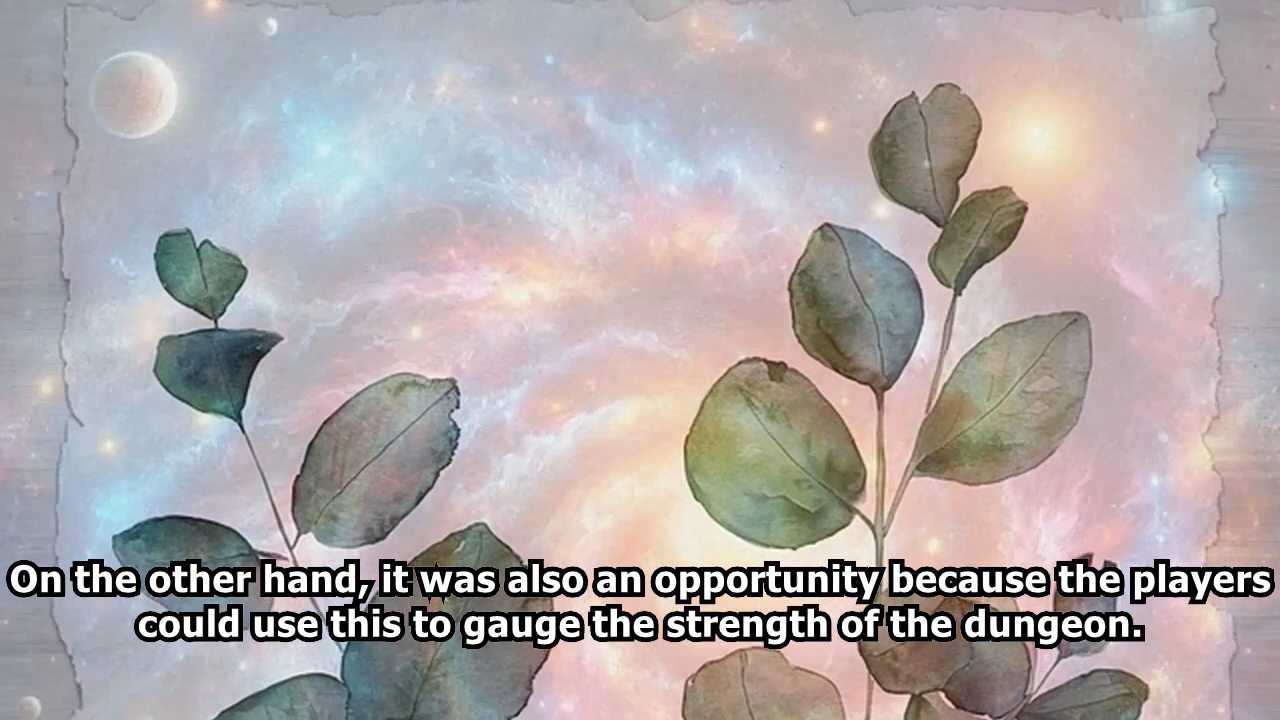 On the other hand, it was also an opportunity because the players
could use this to gauge the strength of the dungeon.